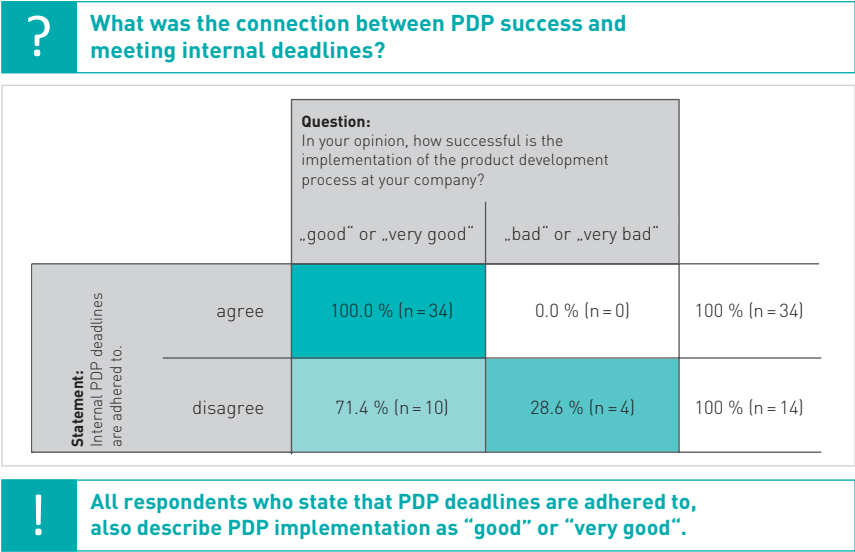 ?
What was the connection between PDP success and
meeting internal deadlines?
Question:
In your opinion, how successful is the
implementation of the product development
process at your company?
„good“ or „very good“
„bad“ or „very bad“
Statement:
Internal PDP deadlines
are adhered to.
agree
100.0 % (n = 34)
0.0 % (n = 0)
100 % (n = 34)
disagree
71.4 % (n = 10)
28.6 % (n = 4)
100 % (n = 14)
!
All respondents who state that PDP deadlines are adhered to,
also describe PDP implementation as “good” or “very good“.